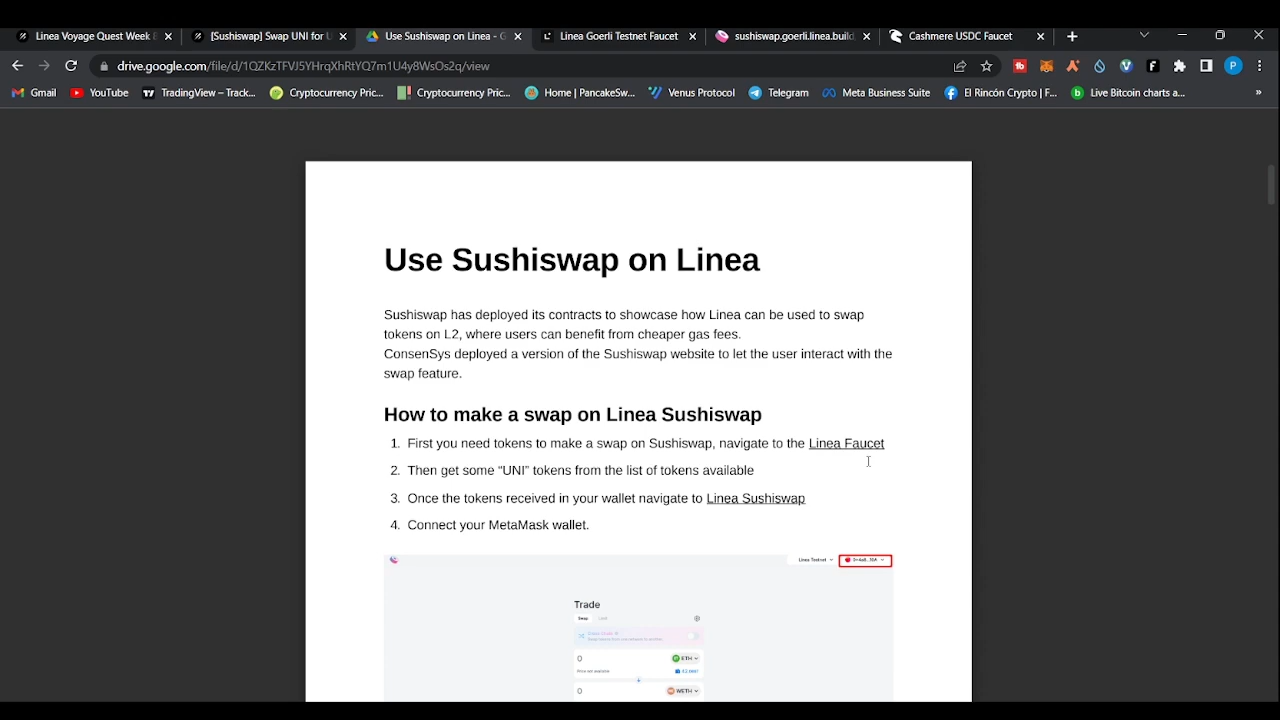 Linea Voyage Quest Week E
[Sushiswap] Swap UNI for U
Use Sushiswap on Linea - G
Linea Goerli Testnet Faucet
sushiswap.goerli.linea.build
Cashmere USDC Faucet
drive.google.com/file/d/1QZKzTFVJ5YHrqXhRtYQ7m1U4y8WsOs2q/view
Gmail
YouTube
TradingView – Track...
Cryptocurrency Pric...
Cryptocurrency Pric...
Home | PancakeSw...
Venus Protocol
Telegram
Meta Business Suite
El Rincón Crypto | F...
Live Bitcoin charts a...
»
Use Sushiswap on Linea
Sushiswap has deployed its contracts to showcase how Linea can be used to swap
tokens on L2, where users can benefit from cheaper gas fees.
ConsenSys deployed a version of the Sushiswap website to let the user interact with the
swap feature.
How to make a swap on Linea Sushiswap
1. First you need tokens to make a swap on Sushiswap, navigate to the Linea Faucet
2. Then get some “UNI” tokens from the list of tokens available
3. Once the tokens received in your wallet navigate to Linea Sushiswap
4. Connect your MetaMask wallet.
Linea Testnet
Trade
Swap
0
ETH
0
WETH